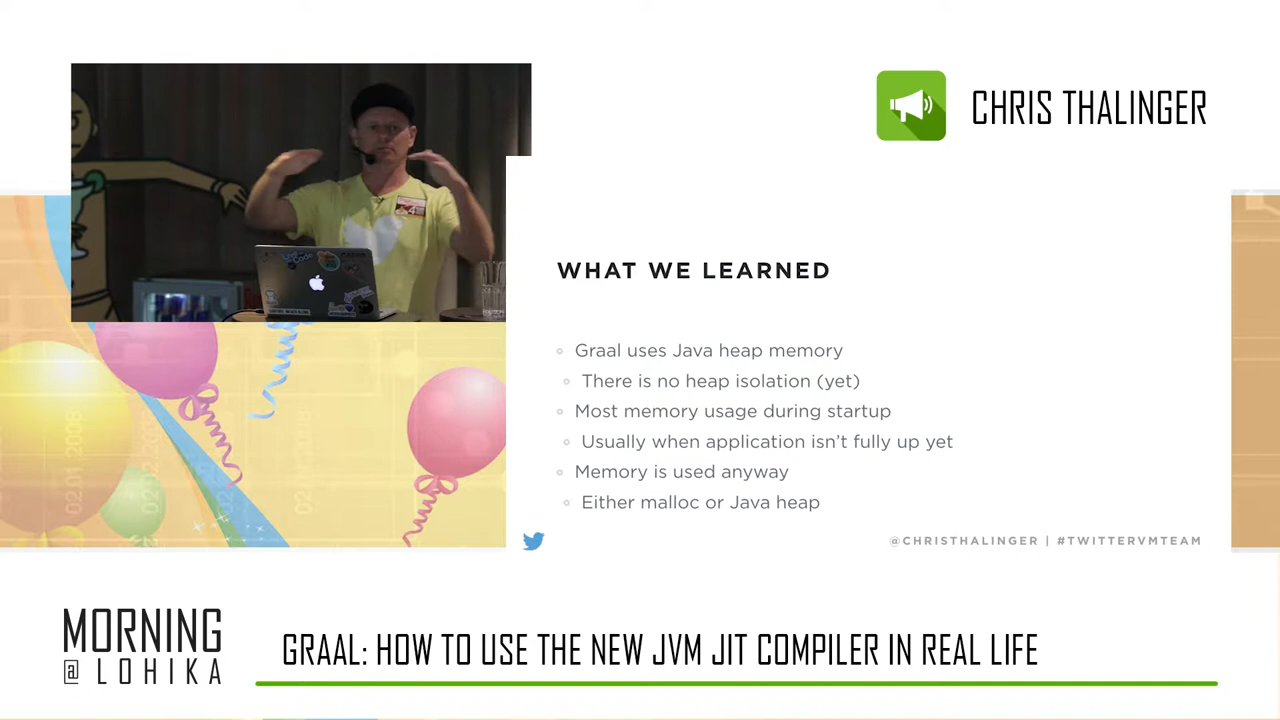 CHRIS THALINGER
WHAT WE LEARNED
Graal uses Java heap memory
There is no heap isolation (yet)
Most memory usage during startup
Usually when application isn't fully up yet
Memory is used anyway
Either malloc or Java heap
@CHRISTHALINGER | #TWITTERVMTEAM
MORNING
@ LOHIKA
GRAAL: HOW TO USE THE NEW JVM JIT COMPILER IN REAL LIFE